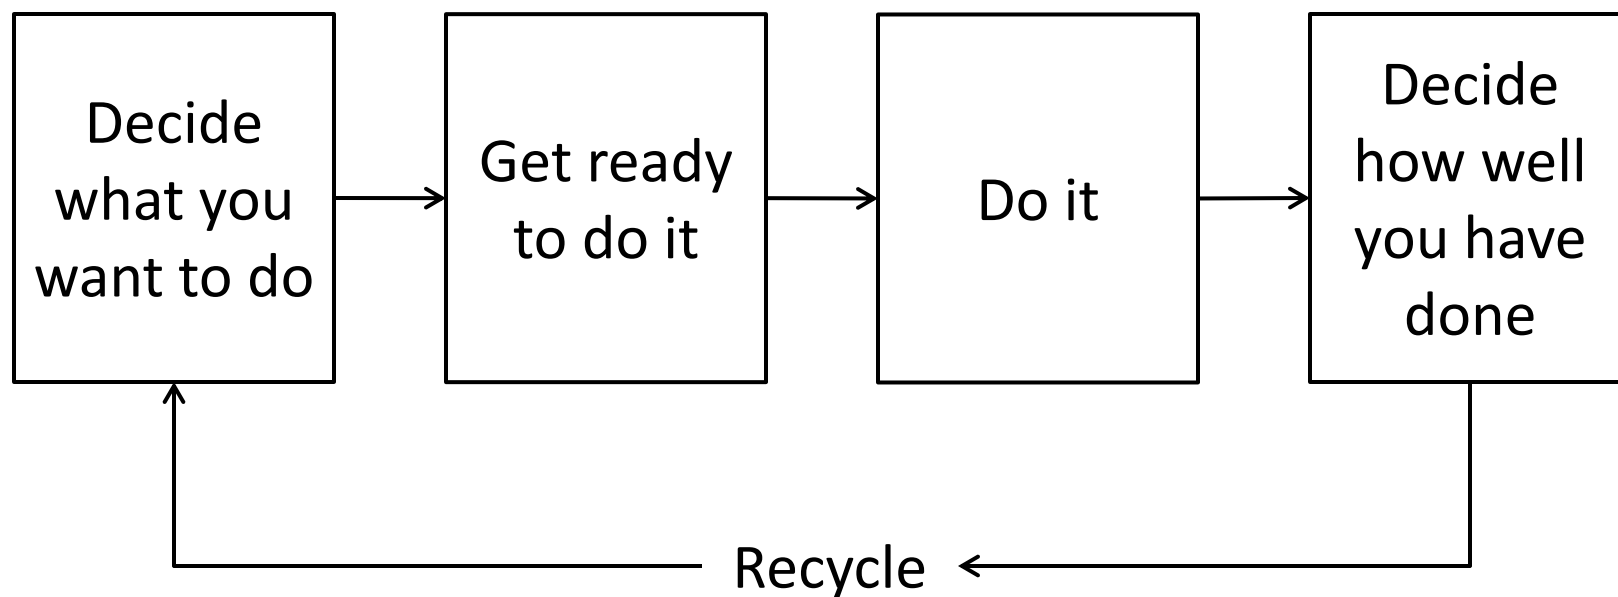 Decide
what you
want to do
Get ready
to do it
Do it
Decide
how well
you have
done
Recycle